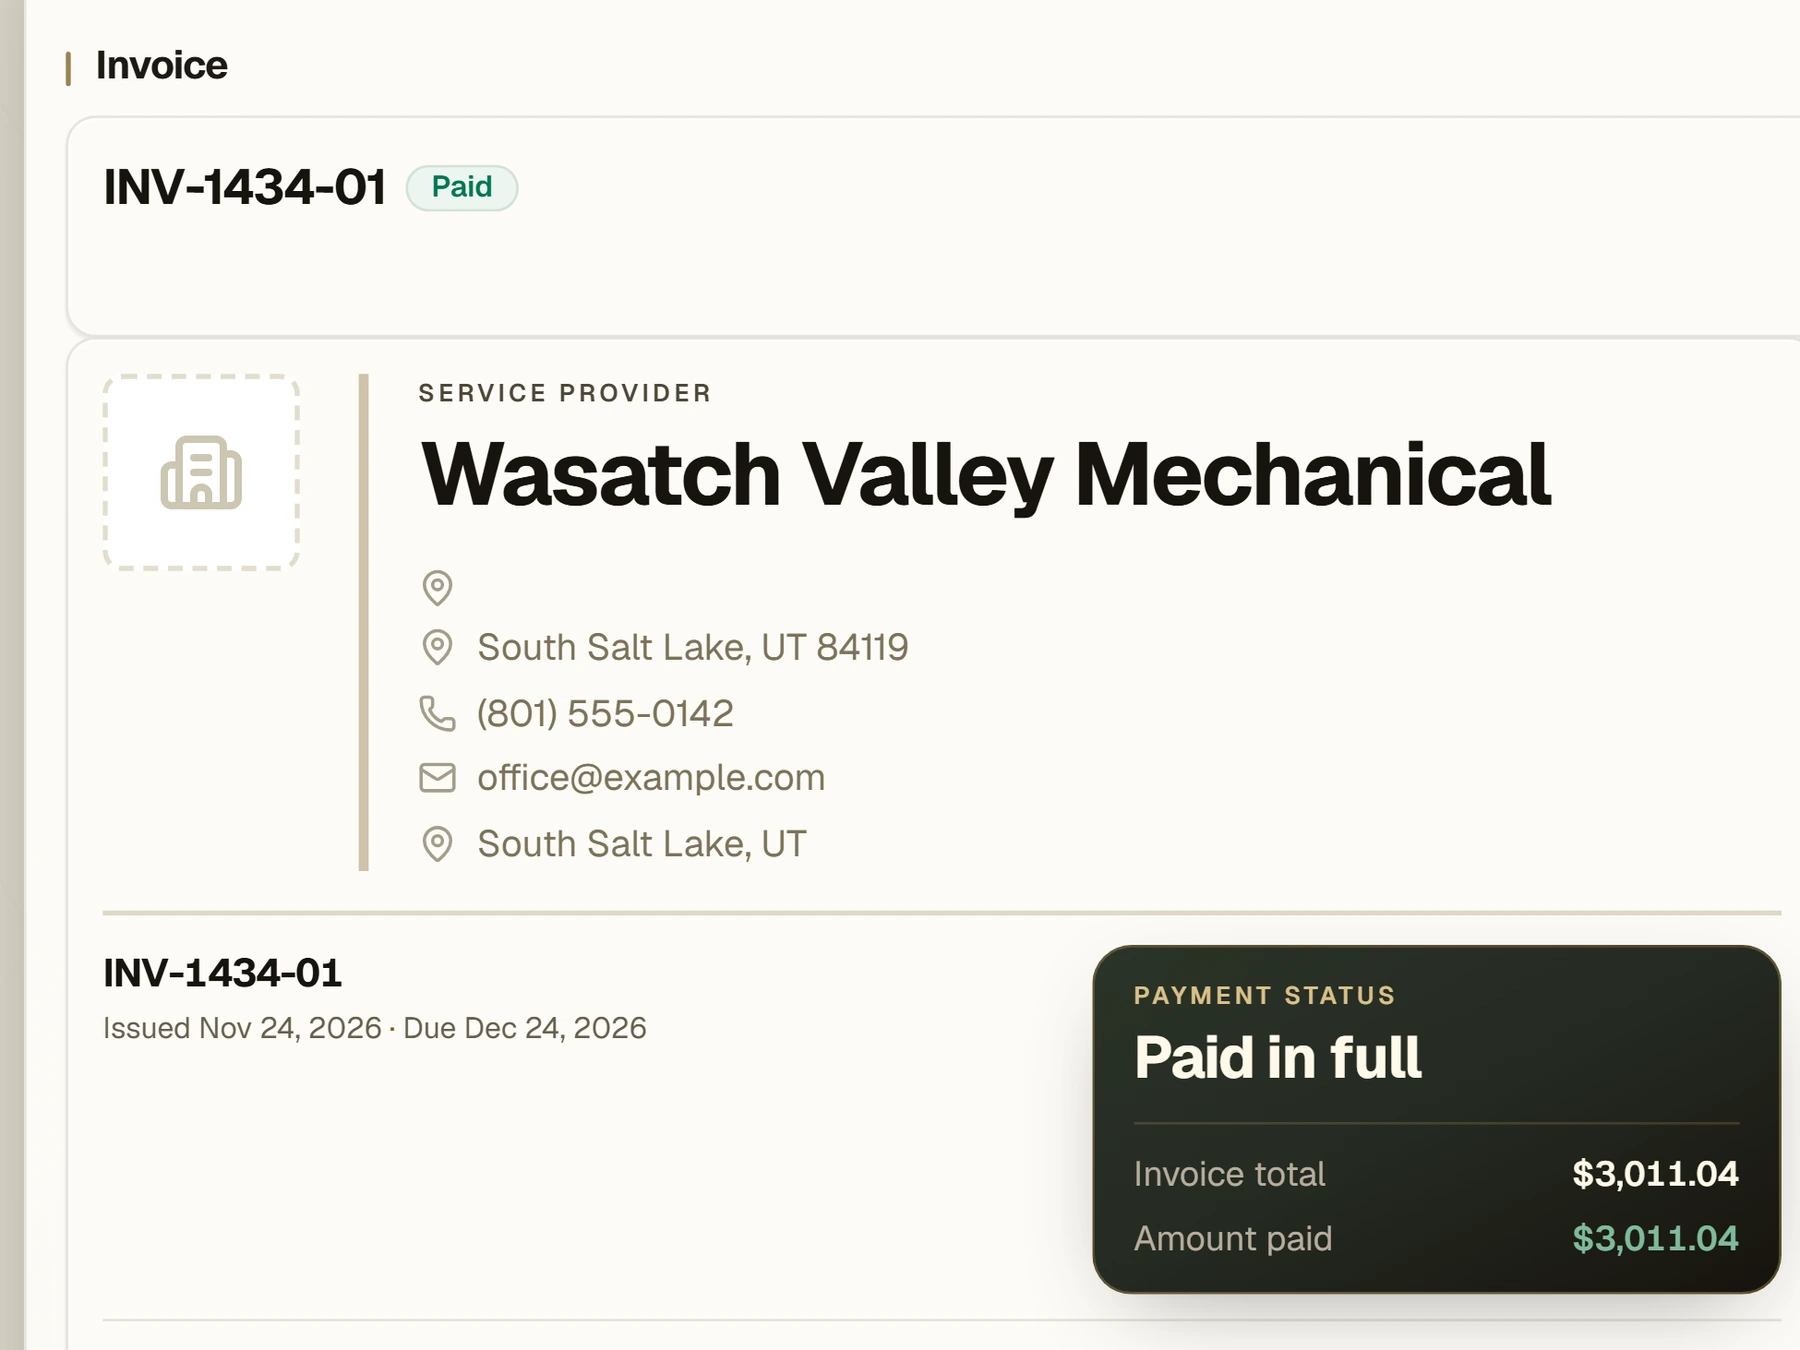 Invoice
INV-1434-01 Paid
SERVICE PROVIDER
Wasatch Valley Mechanical
South Salt Lake, UT 84119
(801) 555-0142
office@example.com
South Salt Lake, UT
INV-1434-01
Issued Nov 24, 2026 · Due Dec 24, 2026
PAYMENT STATUS
Paid in full
Invoice total $3,011.04
Amount paid $3,011.04